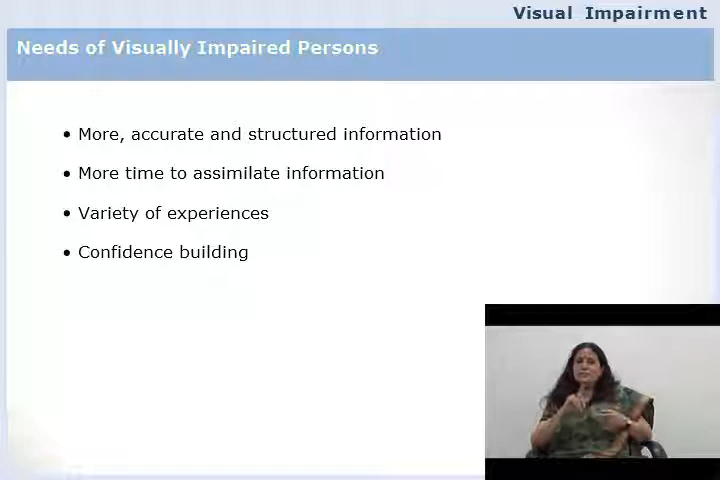 Visual Impairment
Needs of Visually Impaired Persons
• More, accurate and structured information
• More time to assimilate information
• Variety of experiences
• Confidence building